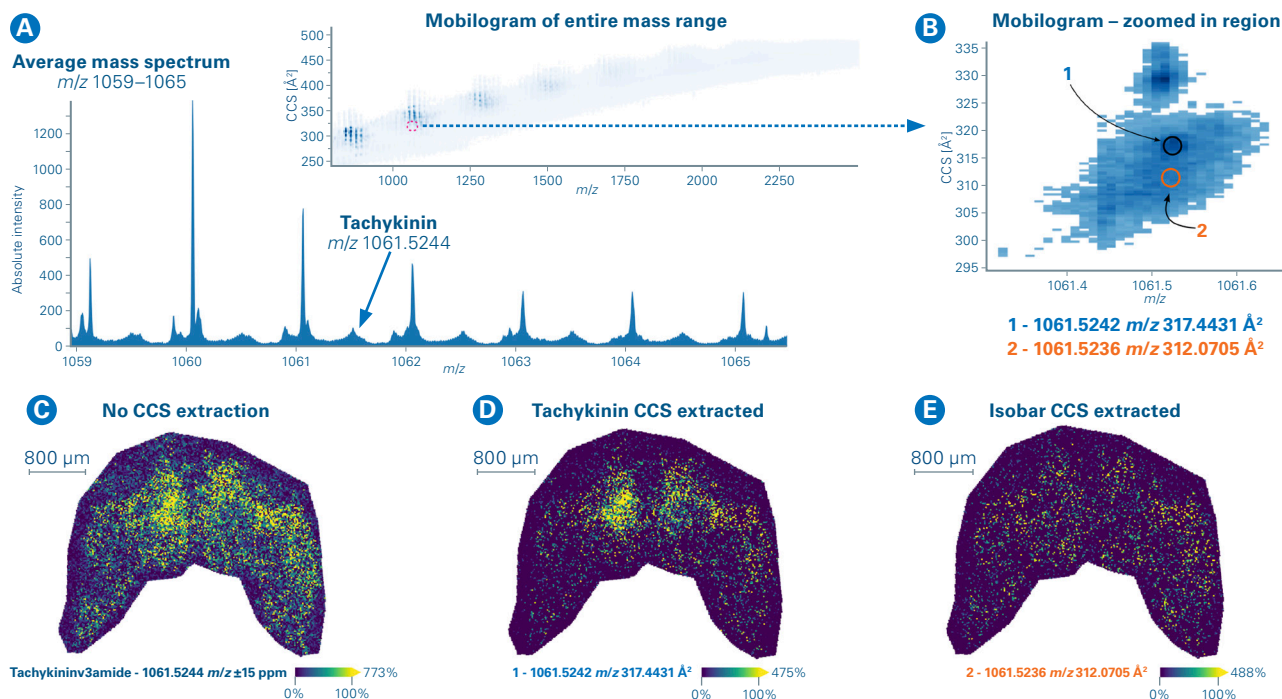 A
Average mass spectrum
m/z 1059–1065
Absolute intensity
1200
1000
800
600
400
200
0
1059
1060
1061
1062
1063
1064
1065
m/z
Tachykinin
m/z 1061.5244
Mobilogram of entire mass range
CCS [Å²]
500
450
400
350
300
250
1000
1250
1500
1750
2000
2250
m/z
B
Mobilogram – zoomed in region
CCS [Å²]
335
330
325
320
315
310
305
300
295
1
2
1061.4
1061.5
1061.6
m/z
1 - 1061.5242 m/z 317.4431 Å²
2 - 1061.5236 m/z 312.0705 Å²
C
No CCS extraction
800 µm
Tachykininv3amide - 1061.5244 m/z ±15 ppm
773%
0%
100%
D
Tachykinin CCS extracted
800 µm
1 - 1061.5242 m/z 317.4431 Å²
475%
0%
100%
E
Isobar CCS extracted
800 µm
2 - 1061.5236 m/z 312.0705 Å²
488%
0%
100%